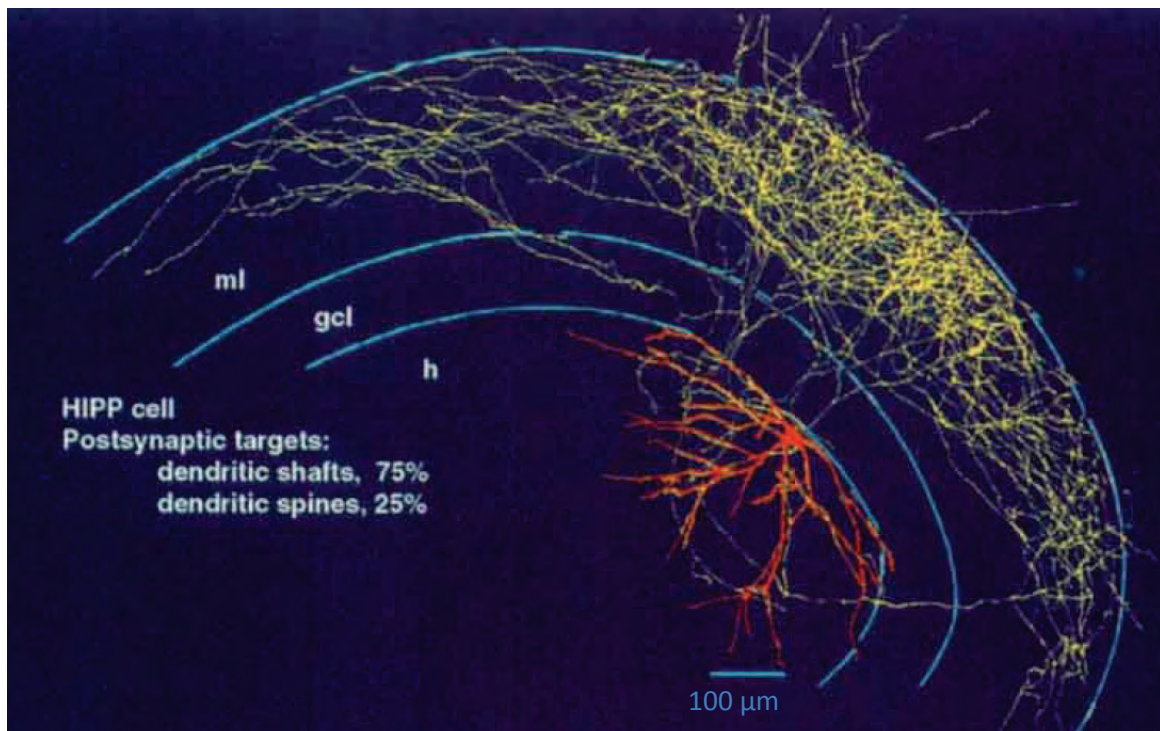 ml
gcl
h
HIPP cell
Postsynaptic targets:
dendritic shafts, 75%
dendritic spines, 25%
100 µm